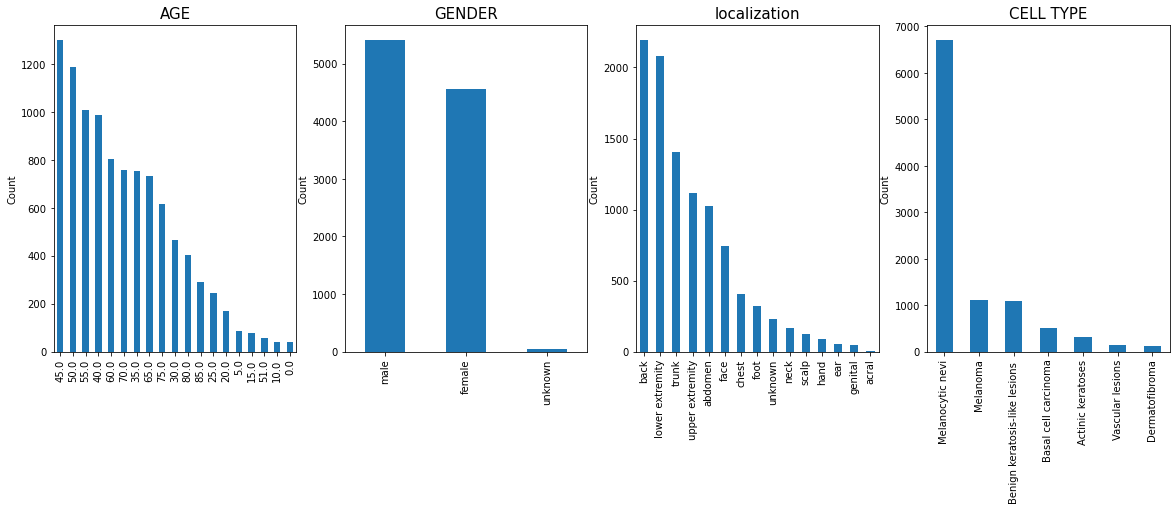 AGE
Count
1200
1000
800
600
400
200
0
45.0
50.0
55.0
40.0
60.0
70.0
35.0
65.0
75.0
30.0
80.0
85.0
25.0
20.0
5.0
15.0
51.0
10.0
0.0
GENDER
Count
5000
4000
3000
2000
1000
0
male
female
unknown
localization
Count
2000
1500
1000
500
0
back
lower extremity
trunk
upper extremity
abdomen
face
chest
foot
unknown
neck
scalp
hand
ear
genital
acral
CELL TYPE
Count
7000
6000
5000
4000
3000
2000
1000
0
Melanocytic nevi
Melanoma
Benign keratosis-like lesions
Basal cell carcinoma
Actinic keratoses
Vascular lesions
Dermatofibroma